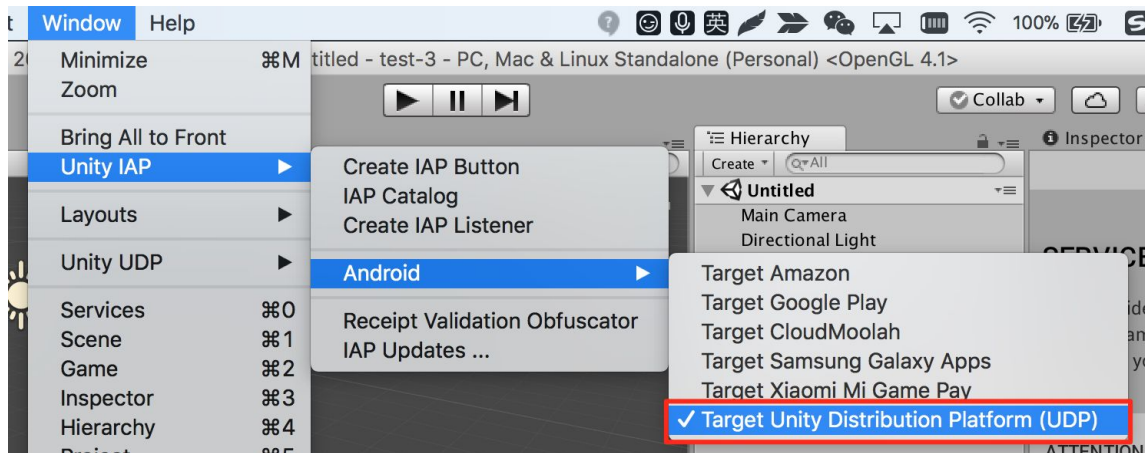 Window Help
英 100%
Minimize ⌘M
titled - test-3 - PC, Mac & Linux Standalone (Personal) <OpenGL 4.1>
Zoom
Collab
Bring All to Front
Hierarchy
Inspector
Unity IAP
Create IAP Button
Create All
IAP Catalog
Untitled
Layouts
Create IAP Listener
Main Camera
Directional Light
Unity UDP
Android
Target Amazon
Services ⌘0
Target Google Play
Scene ⌘1
Receipt Validation Obfuscator
Target CloudMoolah
Game ⌘2
IAP Updates ...
Target Samsung Galaxy Apps
Inspector ⌘3
Target Xiaomi Mi Game Pay
Hierarchy ⌘4
✓ Target Unity Distribution Platform (UDP)